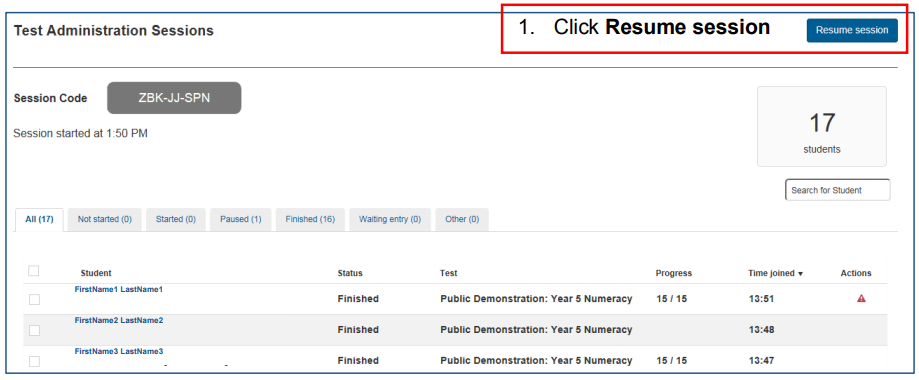 Test Administration Sessions
1. Click Resume session
Resume session
Session Code ZBK-JJ-SPN
Session started at 1:50 PM
17
students
Search for Student
All (17) Not started (0) Started (0) Paused (1) Finished (16) Waiting entry (0) Other (0)
Student Status Test Progress Time joined ▾ Actions
FirstName1 LastName1
Finished Public Demonstration: Year 5 Numeracy 15 / 15 13:51
FirstName2 LastName2
Finished Public Demonstration: Year 5 Numeracy 13:48
FirstName3 LastName3
Finished Public Demonstration: Year 5 Numeracy 15 / 15 13:47
- -